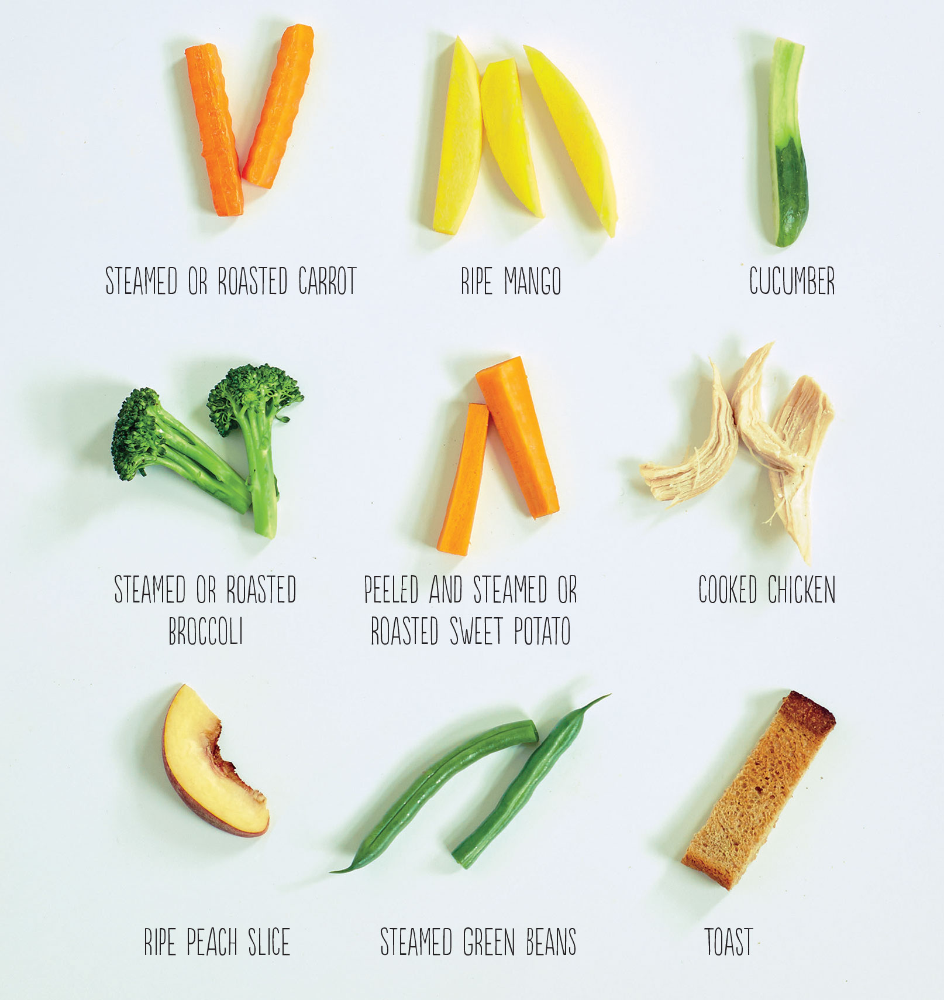 STEAMED OR ROASTED CARROT
RIPE MANGO
CUCUMBER
STEAMED OR ROASTED
BROCCOLI
PEELED AND STEAMED OR
ROASTED SWEET POTATO
COOKED CHICKEN
RIPE PEACH SLICE
STEAMED GREEN BEANS
TOAST